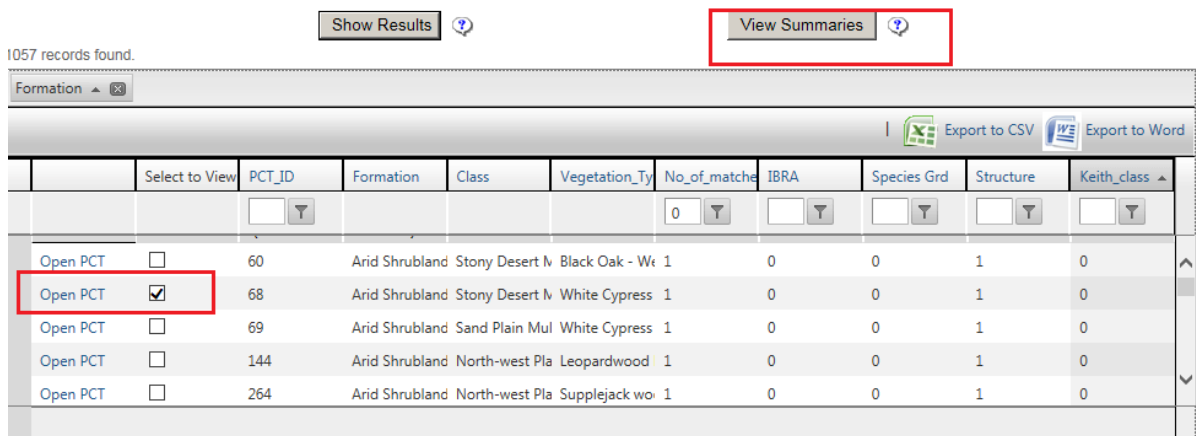 Show Results View Summaries
1057 records found.
Formation
Export to CSV Export to Word
Select to View PCT_ID Formation Class Vegetation_Ty No_of_matche IBRA Species Grd Structure Keith_class
0
Open PCT 60 Arid Shrubland Stony Desert M Black Oak - We 1 0 0 1 0
Open PCT 68 Arid Shrubland Stony Desert M White Cypress 1 0 0 1 0
Open PCT 69 Arid Shrubland Sand Plain Mul White Cypress 1 0 0 1 0
Open PCT 144 Arid Shrubland North-west Pla Leopardwood 1 0 0 1 0
Open PCT 264 Arid Shrubland North-west Pla Supplejack wo 1 0 0 1 0